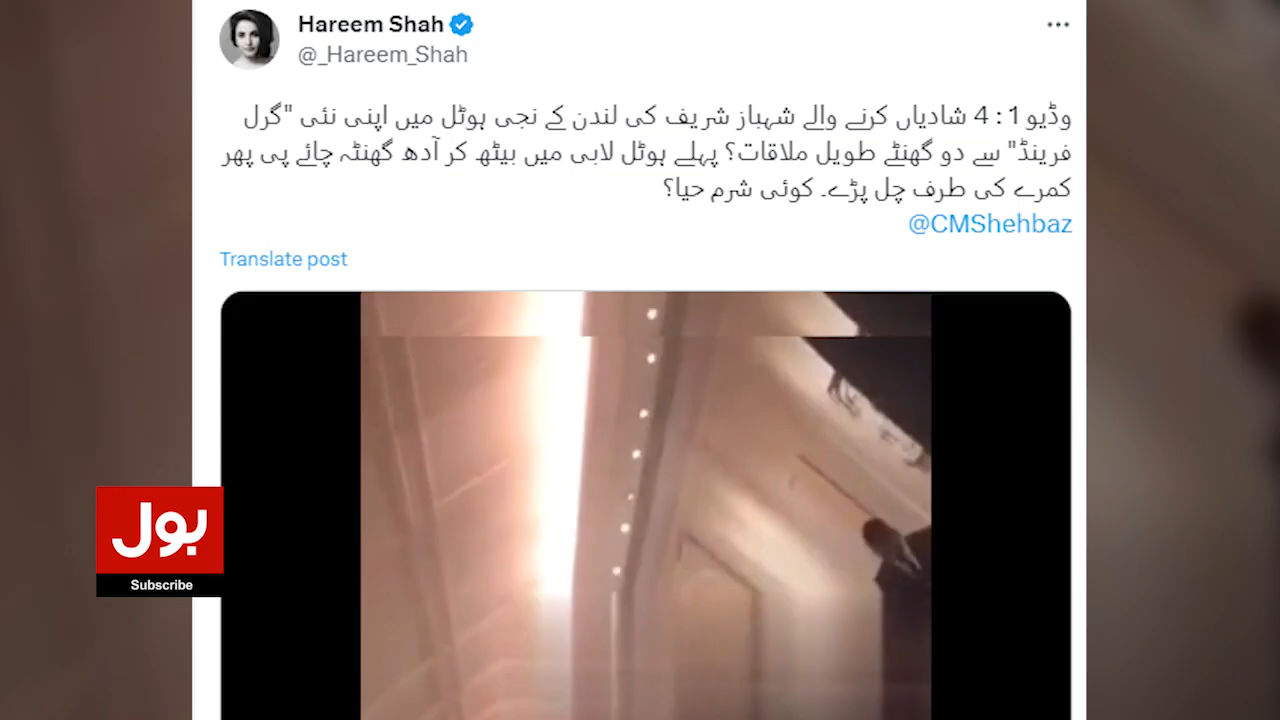 Hareem Shah
@_Hareem_Shah
وڈیو 1 : 4 شادیاں کرنے والے شہباز شریف کی لندن کے نجی ہوٹل میں اپنی نئی "گرل
فرینڈ" سے دو گھنٹے طویل ملاقات؟ پہلے ہوٹل لابی میں بیٹھ کر آدھ گھنٹہ چائے پی پھر
کمرے کی طرف چل پڑے۔ کوئی شرم حیا؟
@CMShehbaz
Translate post
بول
Subscribe